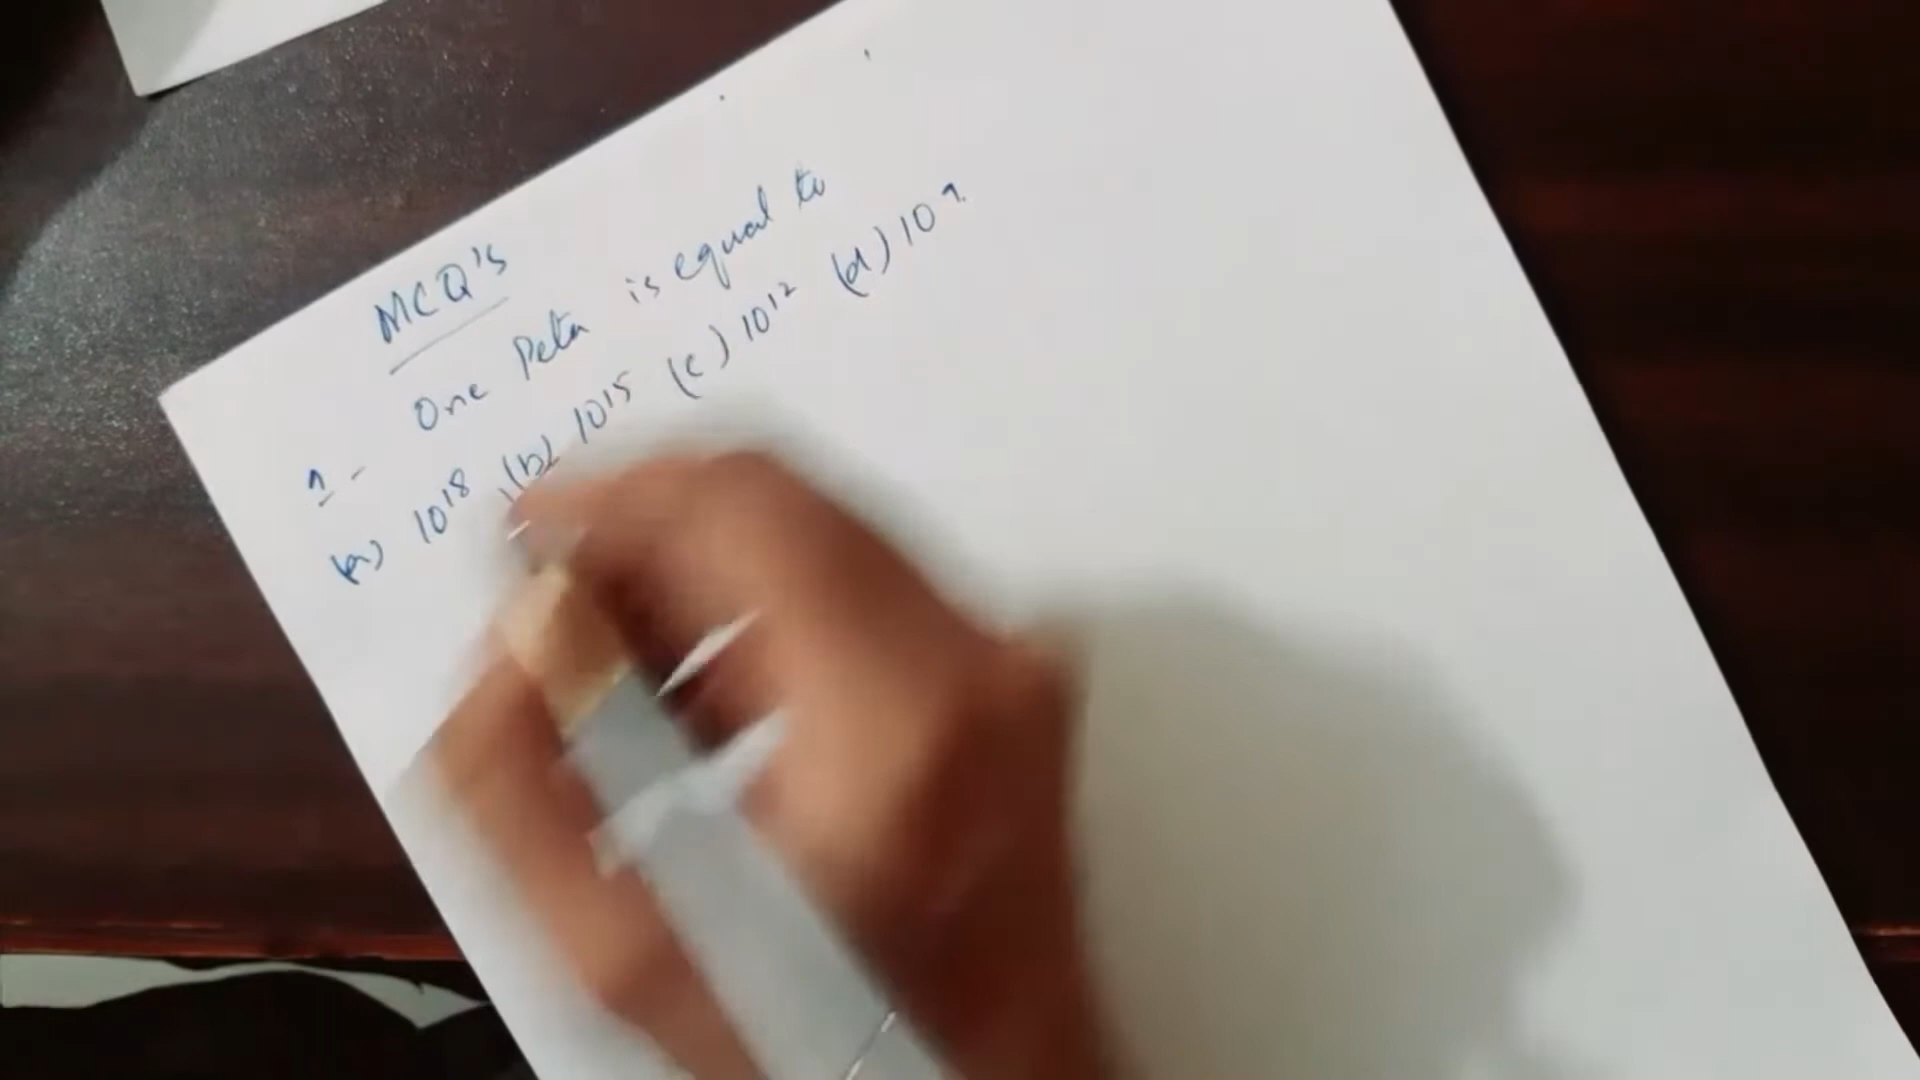 MCQ's
1- One Peta is equal to
(a) 10¹⁸ (b) 10¹⁵ (c) 10¹² (d) 10⁹.